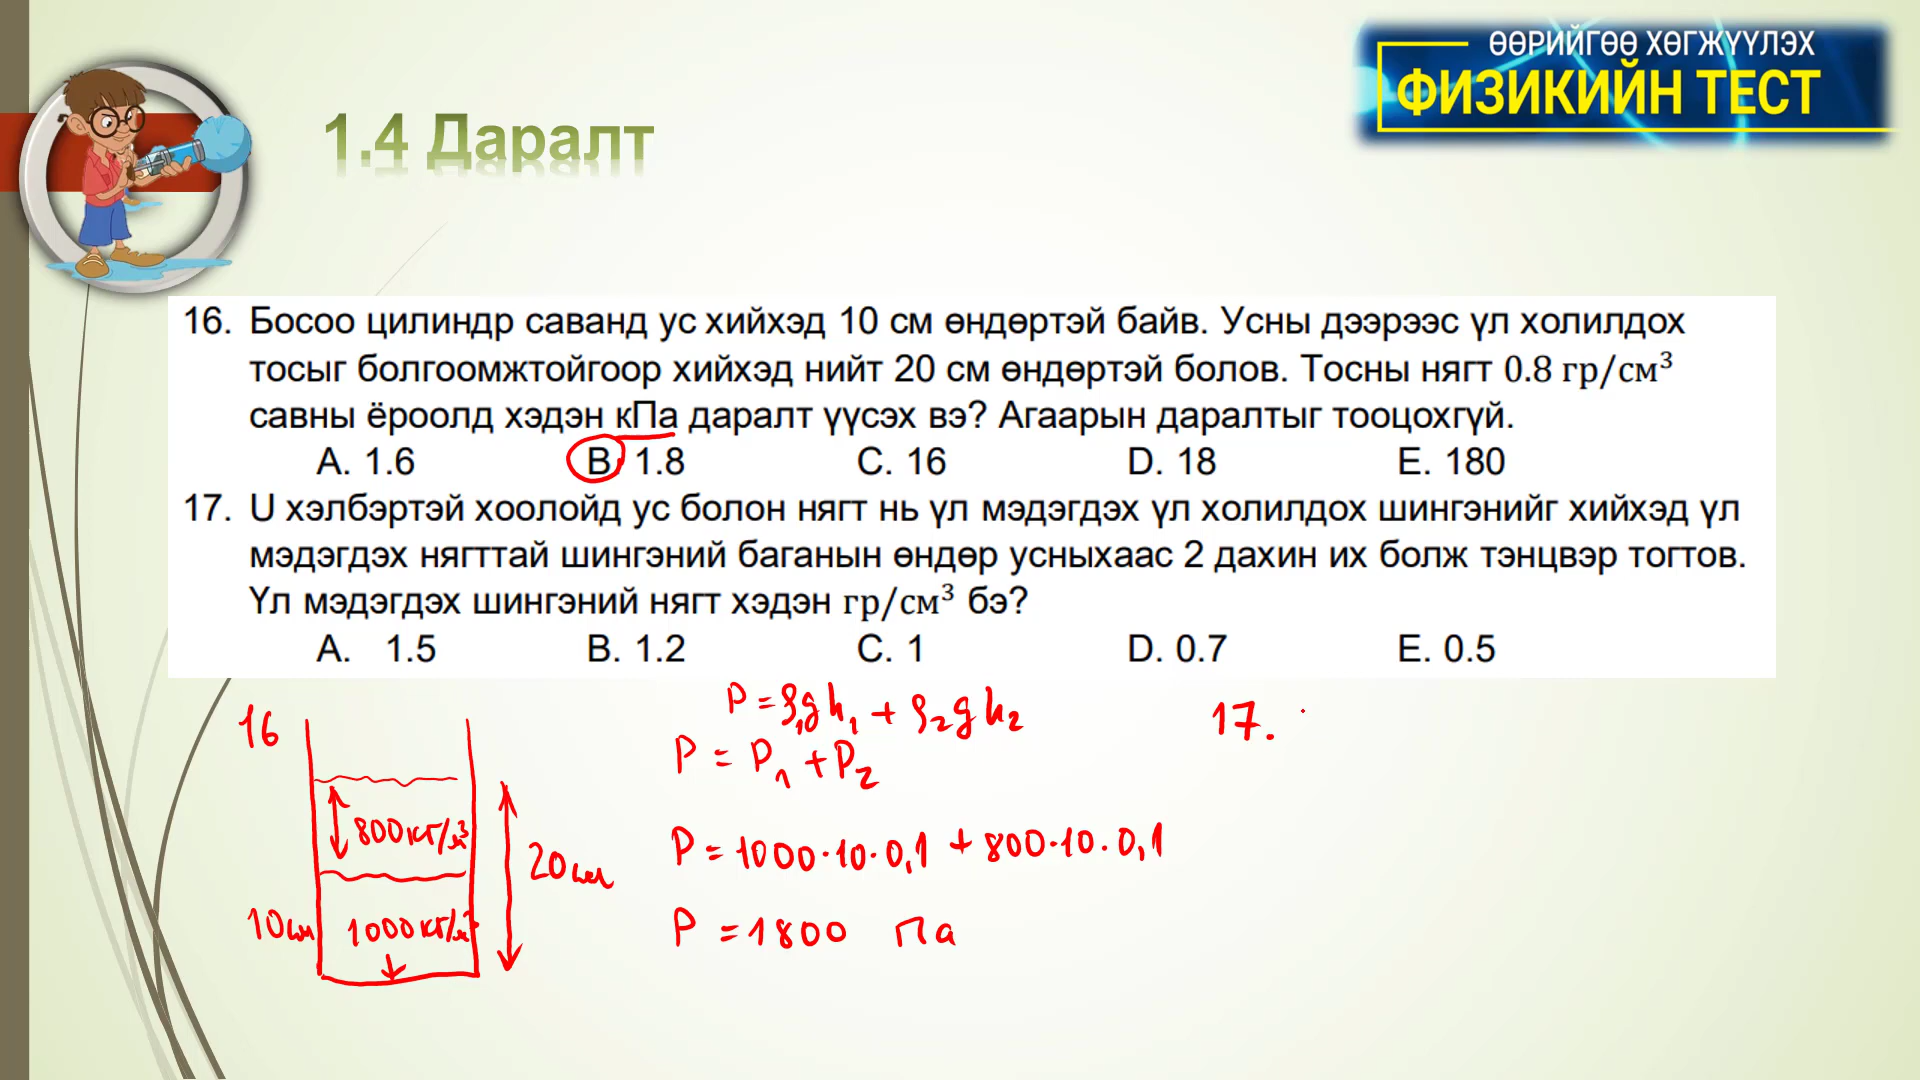 ӨӨРИЙГӨӨ ХӨГЖҮҮЛЭХ
ФИЗИКИЙН ТЕСТ
1.4 Даралт
16. Босоо цилиндр саванд ус хийхэд 10 см өндөртэй байв. Усны дээрээс үл холилдох
тосыг болгоомжтойгоор хийхэд нийт 20 см өндөртэй болов. Тосны нягт 0.8 гр/см³
савны ёроолд хэдэн кПа даралт үүсэх вэ? Агаарын даралтыг тооцохгүй.
A. 1.6 B. 1.8 C. 16 D. 18 E. 180
17. U хэлбэртэй хоолойд ус болон нягт нь үл мэдэгдэх үл холилдох шингэнийг хийхэд үл
мэдэгдэх нягттай шингэний баганын өндөр усныхаас 2 дахин их болж тэнцвэр тогтов.
Үл мэдэгдэх шингэний нягт хэдэн гр/см³ бэ?
A. 1.5 B. 1.2 C. 1 D. 0.7 E. 0.5
16
800кг/м³
20см
10см
1000кг/м³
P = ρ₁gh₁ + ρ₂gh₂
P = P₁ + P₂
P = 1000·10·0,1 + 800·10·0,1
P = 1800 Па
17.